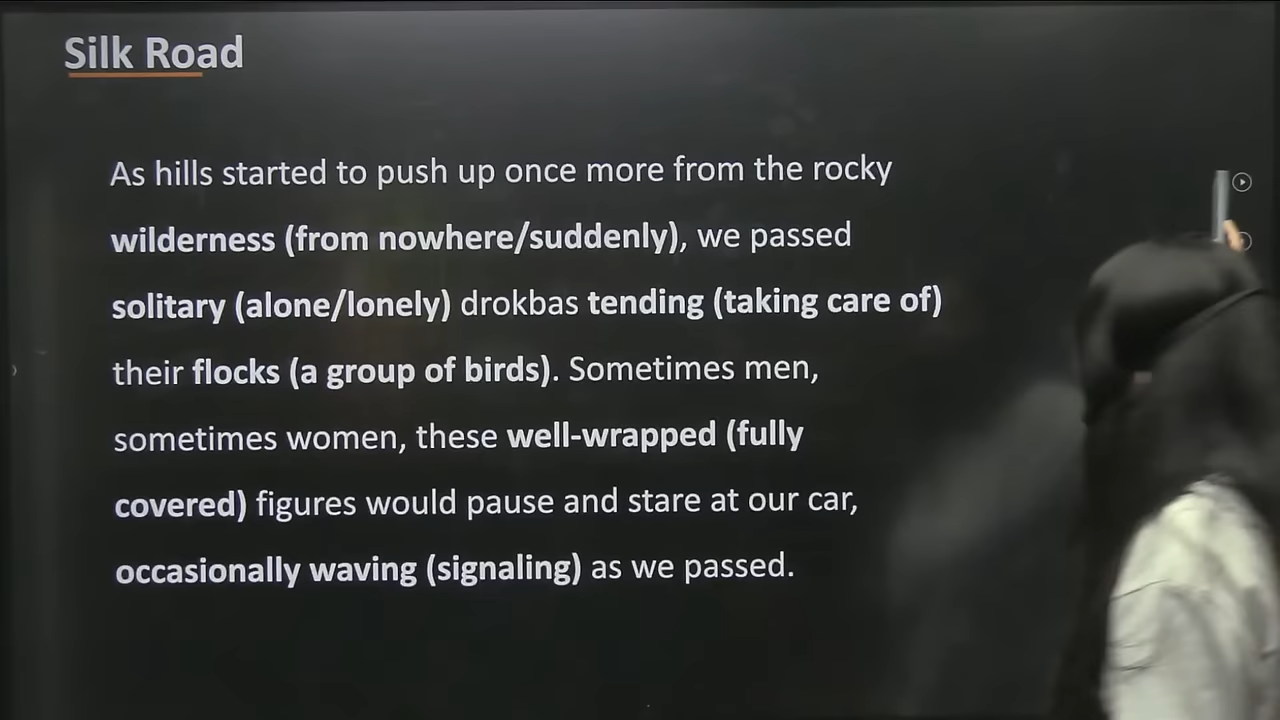 Silk Road
As hills started to push up once more from the rocky
wilderness (from nowhere/suddenly), we passed
solitary (alone/lonely) drokbas tending (taking care of)
their flocks (a group of birds). Sometimes men,
sometimes women, these well-wrapped (fully
covered) figures would pause and stare at our car,
occasionally waving (signaling) as we passed.